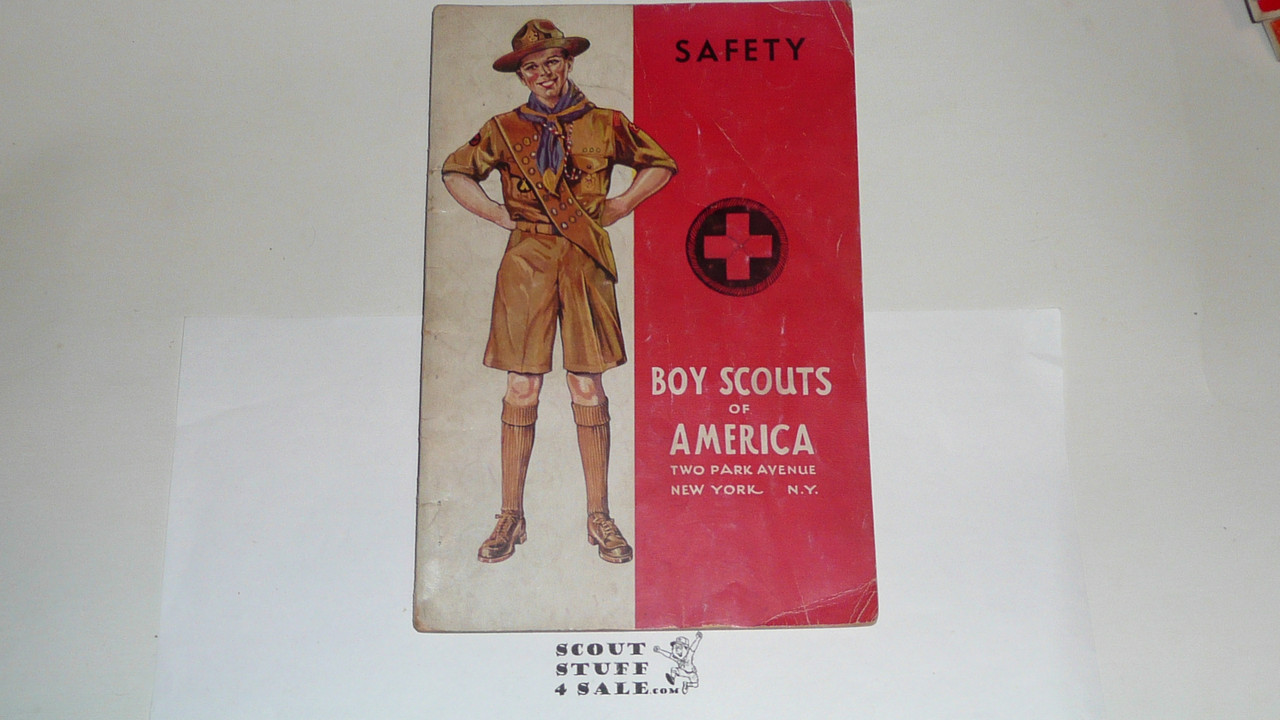 SAFETY
BOY SCOUTS
OF
AMERICA
TWO PARK AVENUE
NEW YORK N.Y.
SCOUT
STUFF
4 SALE.COM